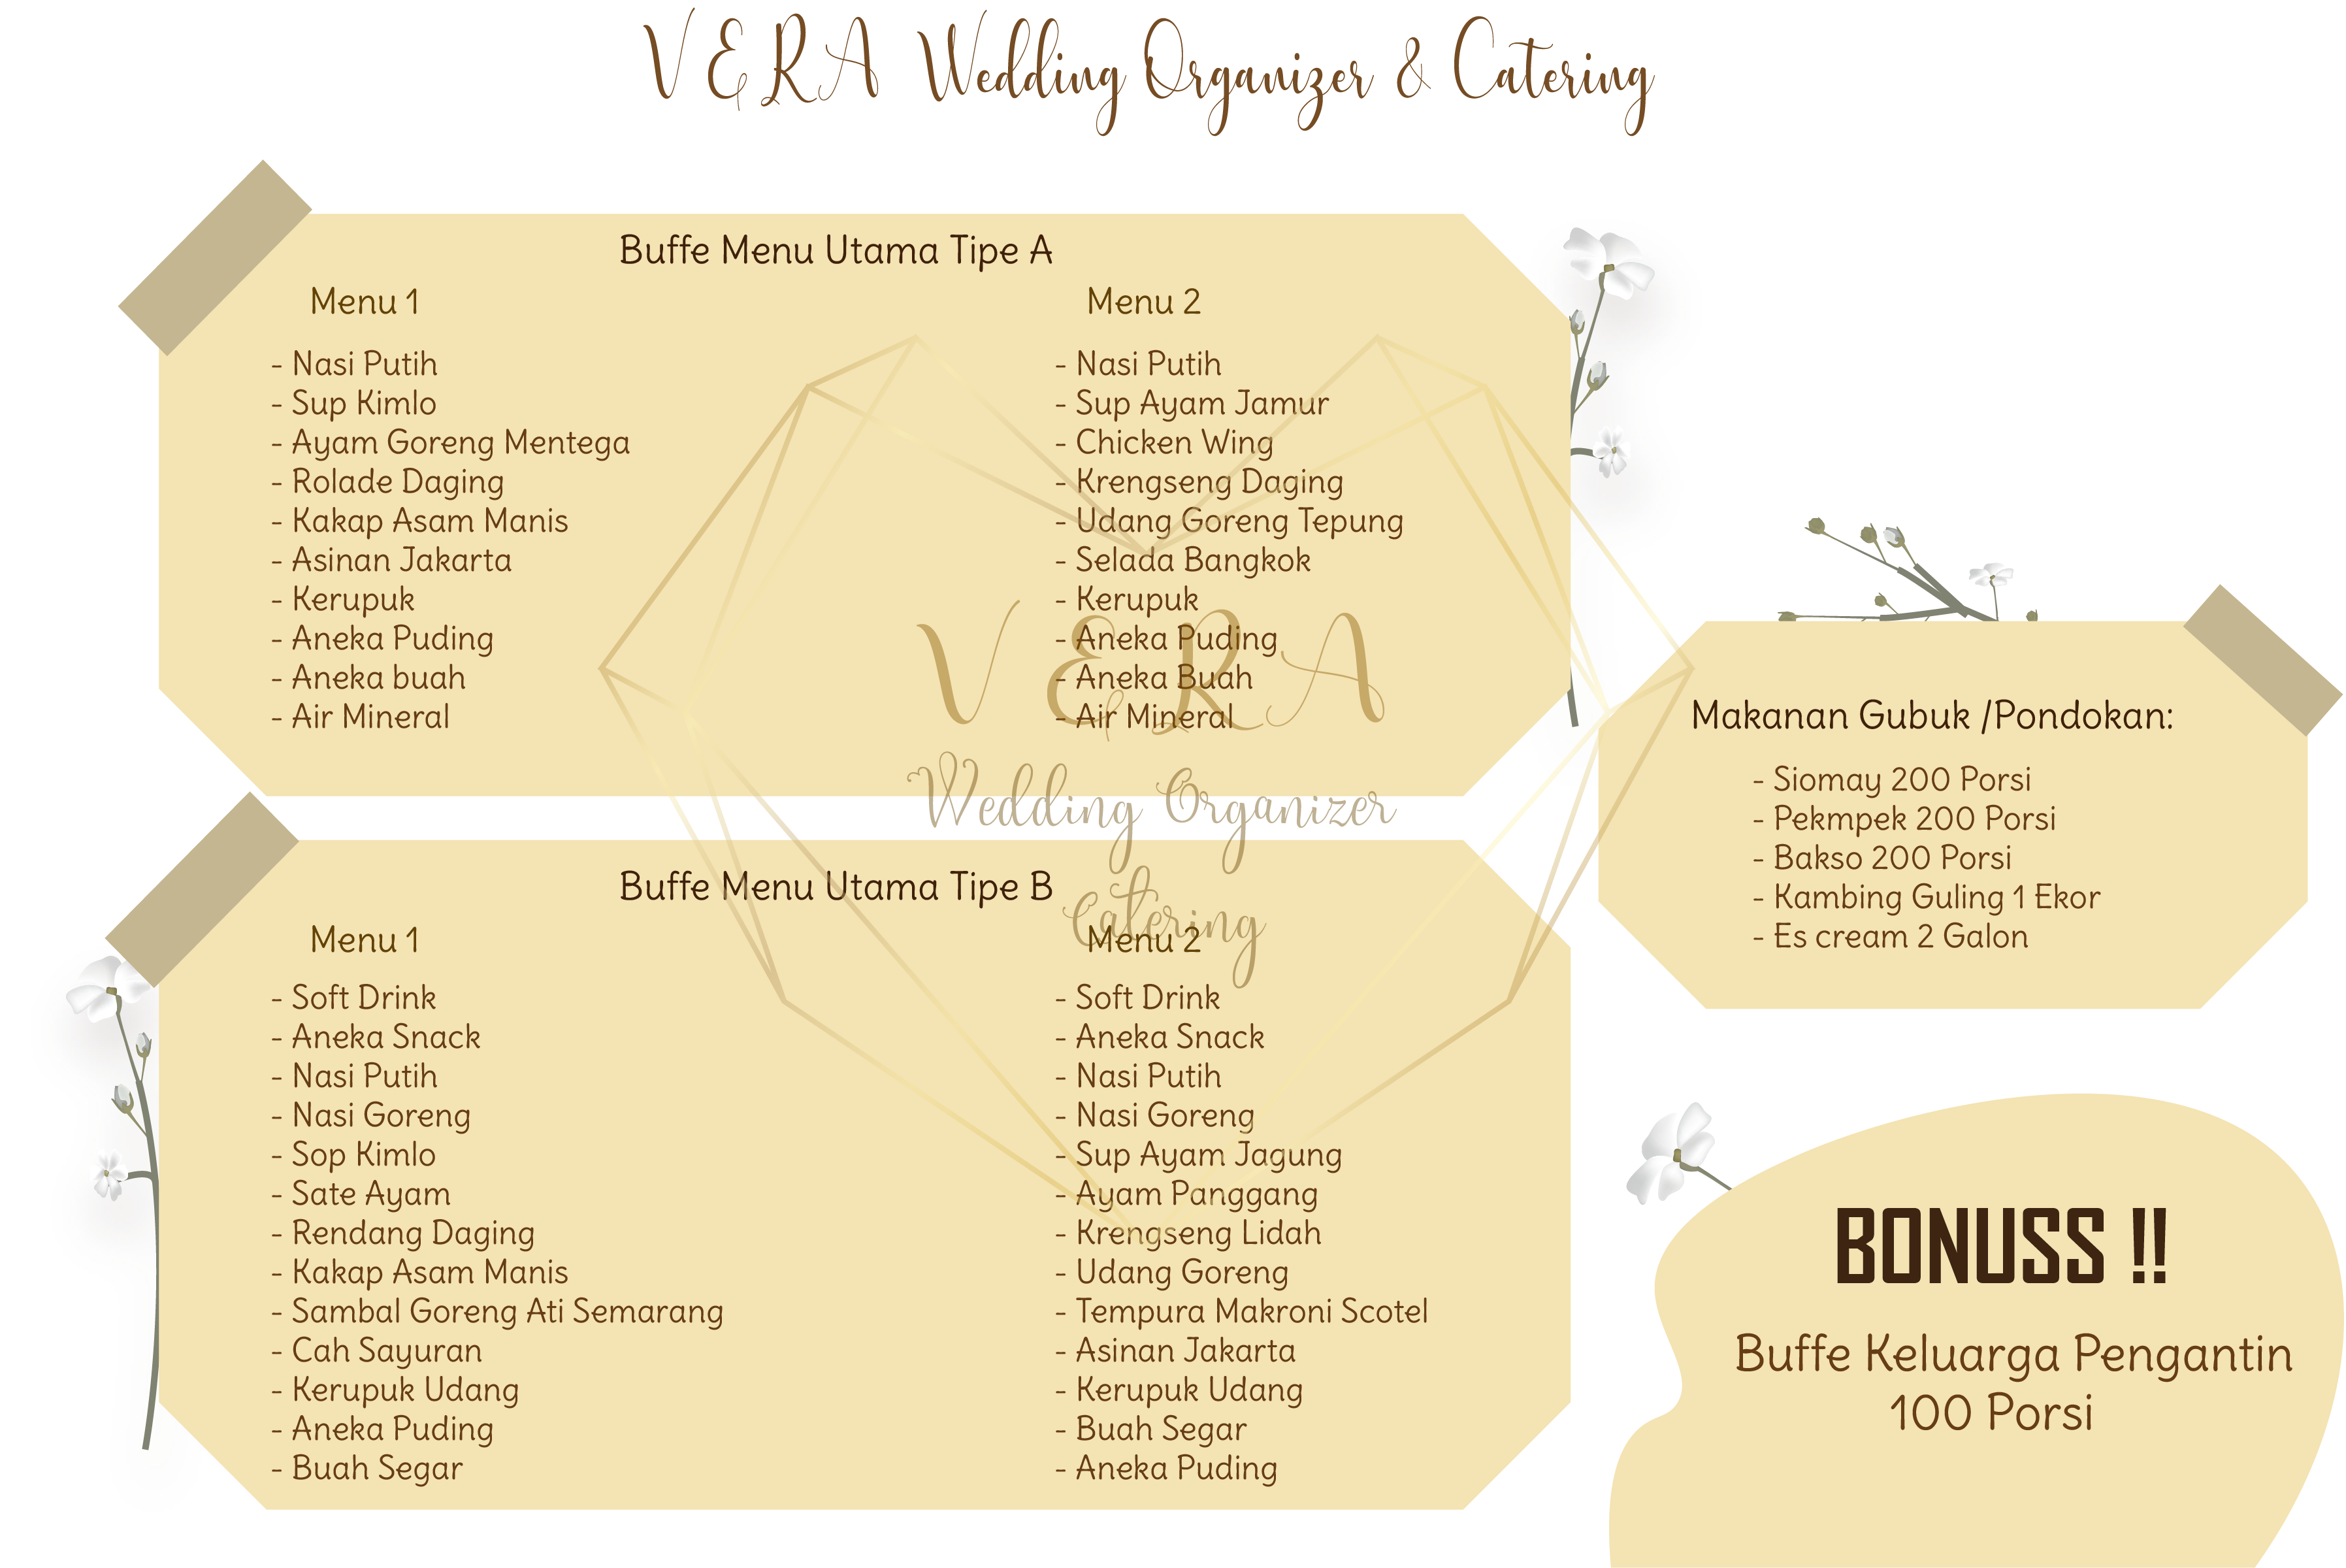 VERA Wedding Organizer & Catering
Buffe Menu Utama Tipe A
Menu 1
- Nasi Putih
- Sup Kimlo
- Ayam Goreng Mentega
- Rolade Daging
- Kakap Asam Manis
- Asinan Jakarta
- Kerupuk
- Aneka Puding
- Aneka buah
- Air Mineral
Menu 2
- Nasi Putih
- Sup Ayam Jamur
- Chicken Wing
- Krengseng Daging
- Udang Goreng Tepung
- Selada Bangkok
- Kerupuk
- Aneka Puding
- Aneka Buah
- Air Mineral
VERA
Wedding Organizer
Catering
Buffe Menu Utama Tipe B
Menu 1
- Soft Drink
- Aneka Snack
- Nasi Putih
- Nasi Goreng
- Sop Kimlo
- Sate Ayam
- Rendang Daging
- Kakap Asam Manis
- Sambal Goreng Ati Semarang
- Cah Sayuran
- Kerupuk Udang
- Aneka Puding
- Buah Segar
Menu 2
- Soft Drink
- Aneka Snack
- Nasi Putih
- Nasi Goreng
- Sup Ayam Jagung
- Ayam Panggang
- Krengseng Lidah
- Udang Goreng
- Tempura Makroni Scotel
- Asinan Jakarta
- Kerupuk Udang
- Buah Segar
- Aneka Puding
Makanan Gubuk /Pondokan:
- Siomay 200 Porsi
- Pekmpek 200 Porsi
- Bakso 200 Porsi
- Kambing Guling 1 Ekor
- Es cream 2 Galon
BONUSS !!
Buffe Keluarga Pengantin
100 Porsi